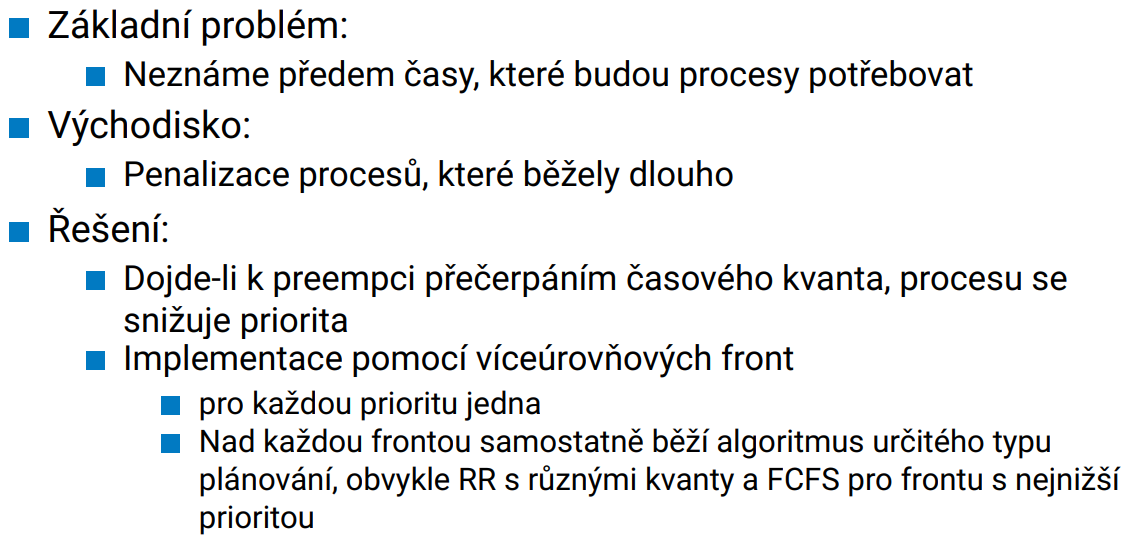 Základní problém:
Neznáme předem časy, které budou procesy potřebovat
Východisko:
Penalizace procesů, které běžely dlouho
Řešení:
Dojde-li k preempci přečerpáním časového kvanta, procesu se
snižuje priorita
Implementace pomocí víceúrovňových front
pro každou prioritu jedna
Nad každou frontou samostatně běží algoritmus určitého typu
plánování, obvykle RR s různými kvanty a FCFS pro frontu s nejnižší
prioritou